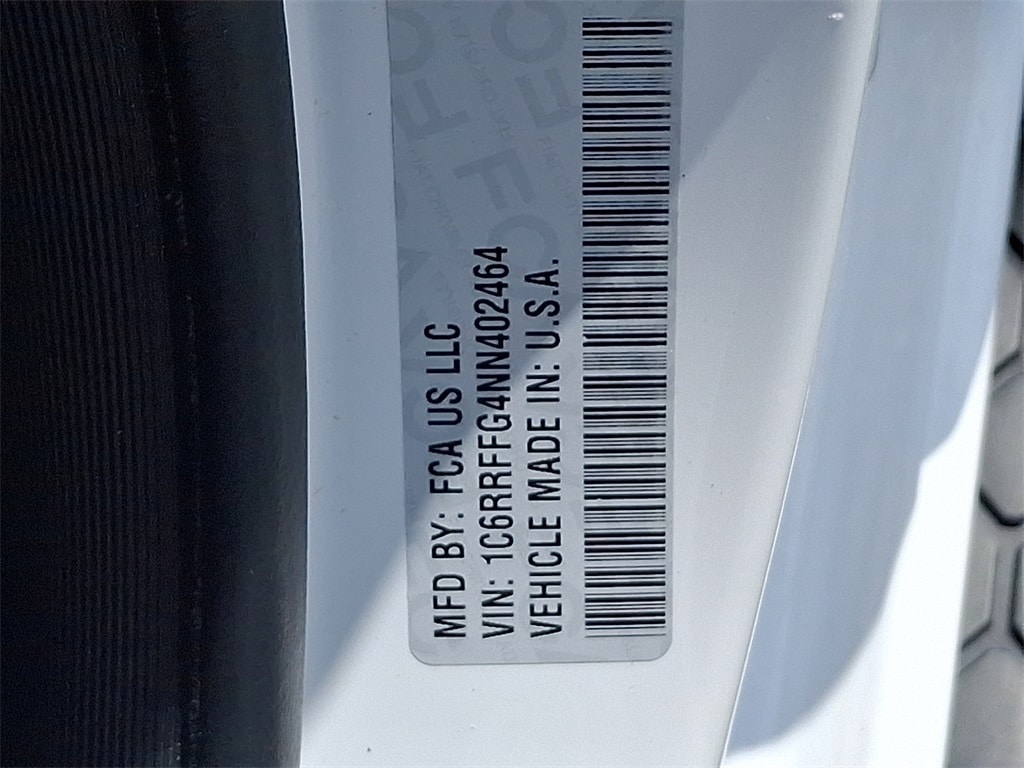 MFD BY: FCA US LLC
VIN: 1C6RRFFG4NN402464
VEHICLE MADE IN: U.S.A.